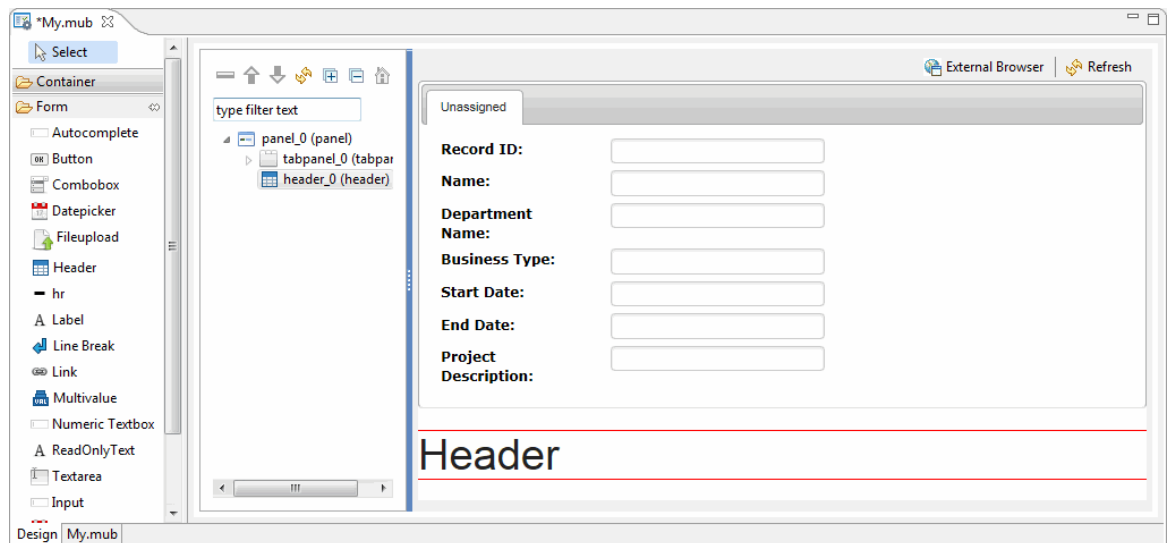 *My.mub
Select
Container
Form
Autocomplete
OK Button
Combobox
Datepicker
Fileupload
Header
hr
A Label
Line Break
Link
VAL Multivalue
Numeric Textbox
A ReadOnlyText
Textarea
Input
type filter text
panel_0 (panel)
tabpanel_0 (tabpar
header_0 (header)
External Browser
Refresh
Unassigned
Record ID:
Name:
Department
Name:
Business Type:
Start Date:
End Date:
Project
Description:
Header
Design
My.mub